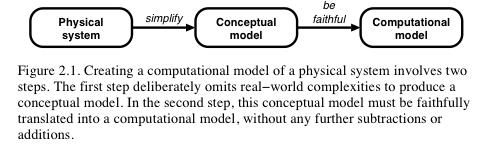 be
simplify faithful
Physical system Conceptual model Computational model
Figure 2.1. Creating a computational model of a physical system involves two
steps. The first step deliberately omits real−world complexities to produce a
conceptual model. In the second step, this conceptual model must be faithfully
translated into a computational model, without any further subtractions or
additions.